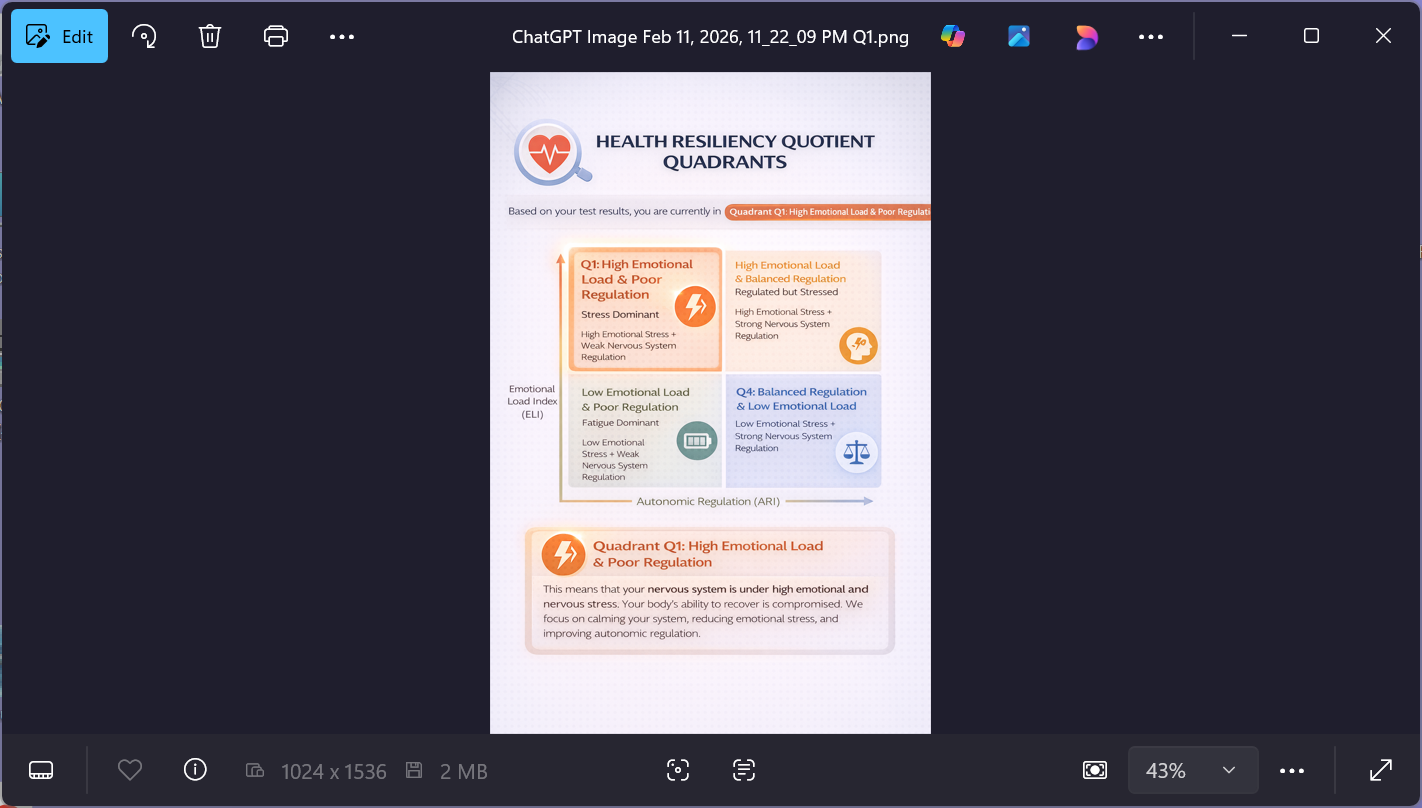 Edit
ChatGPT Image Feb 11, 2026, 11_22_09 PM Q1.png
HEALTH RESILIENCY QUOTIENT
QUADRANTS
Based on your test results, you are currently in Quadrant Q1: High Emotional Load & Poor Regulati
Q1: High Emotional
Load & Poor
Regulation
Stress Dominant
High Emotional Stress +
Weak Nervous System
Regulation
High Emotional Load
& Balanced Regulation
Regulated but Stressed
High Emotional Stress +
Strong Nervous System
Regulation
Emotional
Load Index
(ELI)
Low Emotional Load
& Poor Regulation
Fatigue Dominant
Low Emotional
Stress + Weak
Nervous System
Regulation
Q4: Balanced Regulation
& Low Emotional Load
Low Emotional Stress +
Strong Nervous System
Regulation
Autonomic Regulation (ARI)
Quadrant Q1: High Emotional Load
& Poor Regulation
This means that your nervous system is under high emotional and
nervous stress. Your body's ability to recover is compromised. We
focus on calming your system, reducing emotional stress, and
improving autonomic regulation.
1024 x 1536
2 MB
43%